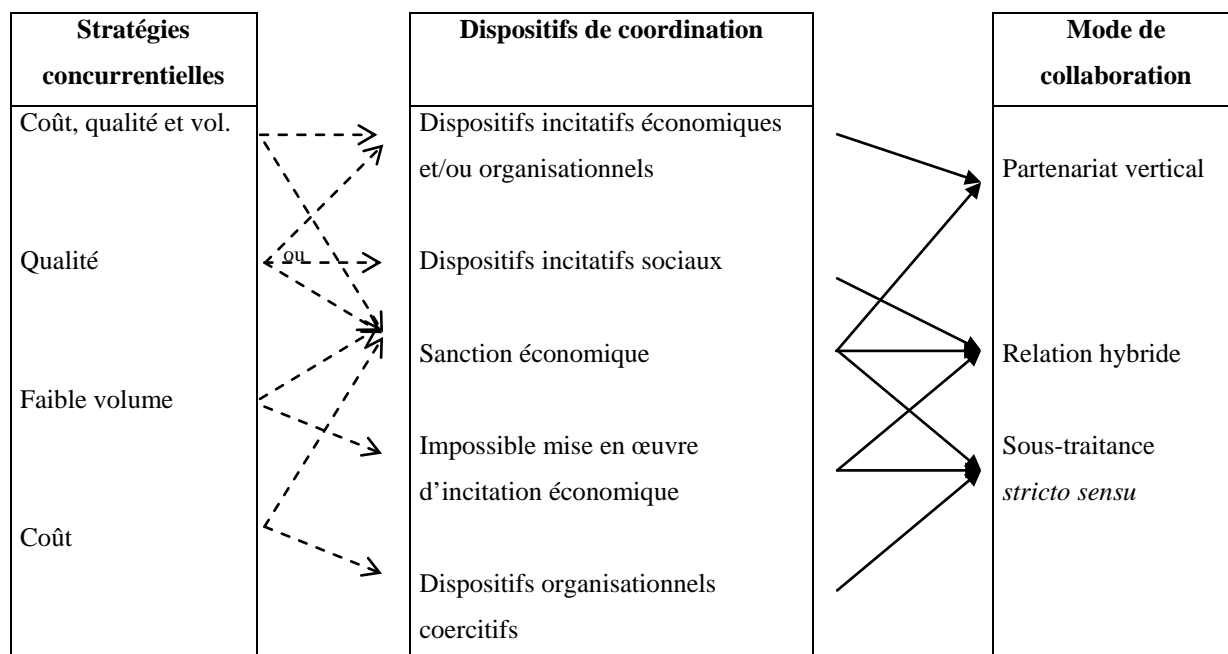 Stratégies
concurrentielles
Dispositifs de coordination
Mode de
collaboration
Coût, qualité et vol.
Qualité
Faible volume
Coût
ou
Dispositifs incitatifs économiques
et/ou organisationnels
Dispositifs incitatifs sociaux
Sanction économique
Impossible mise en œuvre
d’incitation économique
Dispositifs organisationnels
coercitifs
Partenariat vertical
Relation hybride
Sous-traitance
stricto sensu